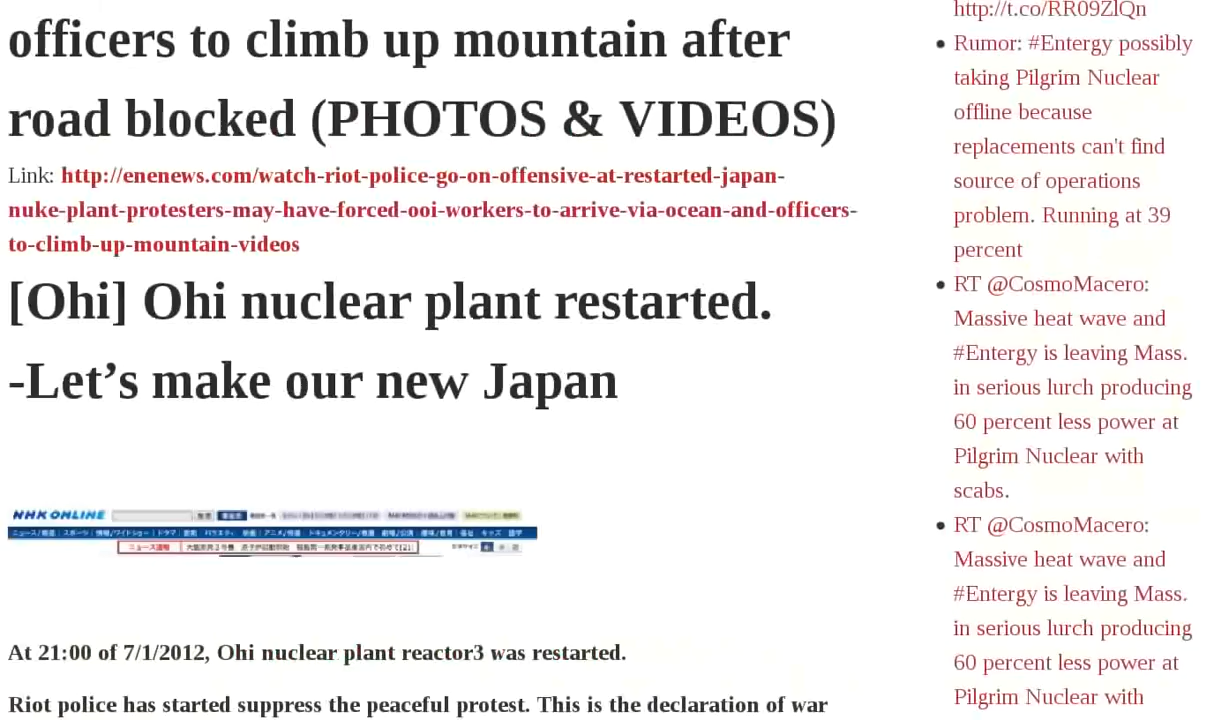 officers to climb up mountain after
road blocked (PHOTOS & VIDEOS)
Link: http://enenews.com/watch-riot-police-go-on-offensive-at-restarted-japan-
nuke-plant-protesters-may-have-forced-ooi-workers-to-arrive-via-ocean-and-officers-
to-climb-up-mountain-videos
[Ohi] Ohi nuclear plant restarted.
-Let’s make our new Japan
NHK ONLINE
At 21:00 of 7/1/2012, Ohi nuclear plant reactor3 was restarted.
Riot police has started suppress the peaceful protest. This is the declaration of war
http://t.co/RR09ZlQn
Rumor: #Entergy possibly
taking Pilgrim Nuclear
offline because
replacements can't find
source of operations
problem. Running at 39
percent
RT @CosmoMacero:
Massive heat wave and
#Entergy is leaving Mass.
in serious lurch producing
60 percent less power at
Pilgrim Nuclear with
scabs.
RT @CosmoMacero:
Massive heat wave and
#Entergy is leaving Mass.
in serious lurch producing
60 percent less power at
Pilgrim Nuclear with